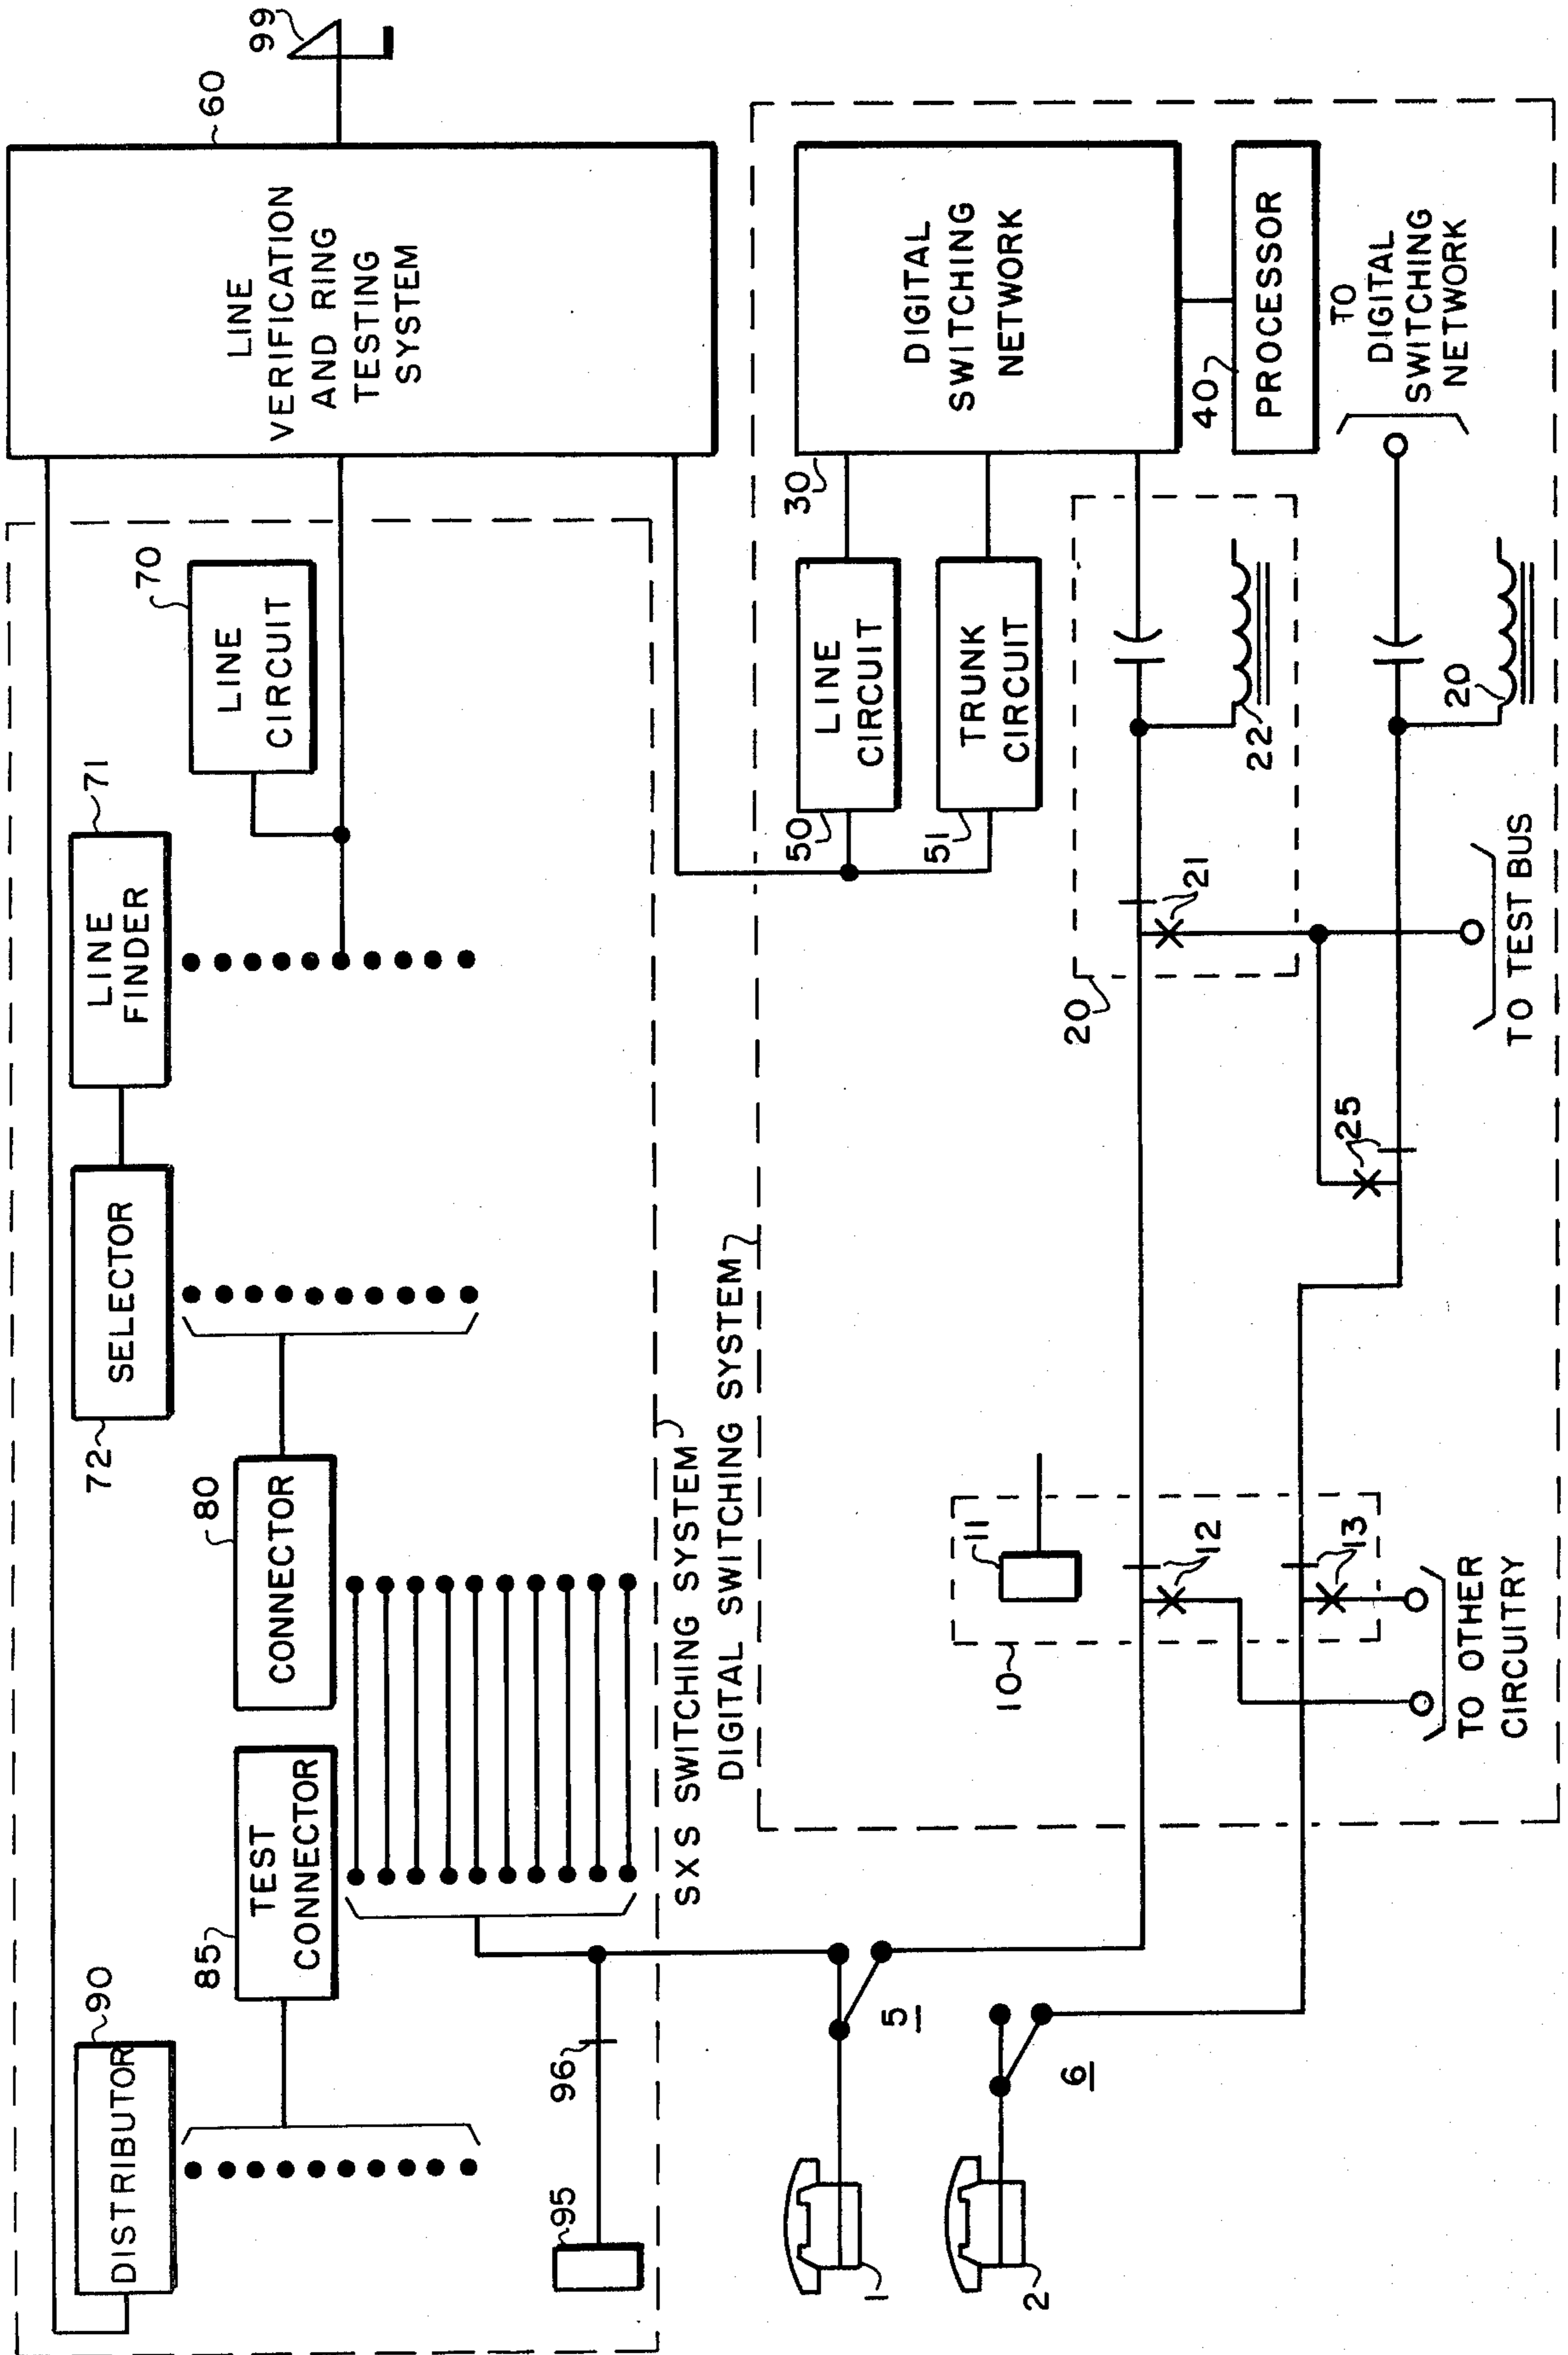 99
60
LINE
VERIFICATION
AND RING
TESTING
SYSTEM
70
LINE
CIRCUIT
71
LINE
FINDER
SELECTOR
72
80
CONNECTOR
TEST
CONNECTOR
85
90
DISTRIBUTOR
95
96
SXS SWITCHING SYSTEM
DIGITAL SWITCHING SYSTEM
DIGITAL
SWITCHING
NETWORK
30
40
PROCESSOR
TO
DIGITAL
SWITCHING
NETWORK
LINE
CIRCUIT
50
TRUNK
CIRCUIT
51
22
20
21
20
25
TO TEST BUS
11
12
13
10
TO OTHER
CIRCUITRY
5
6
1
2